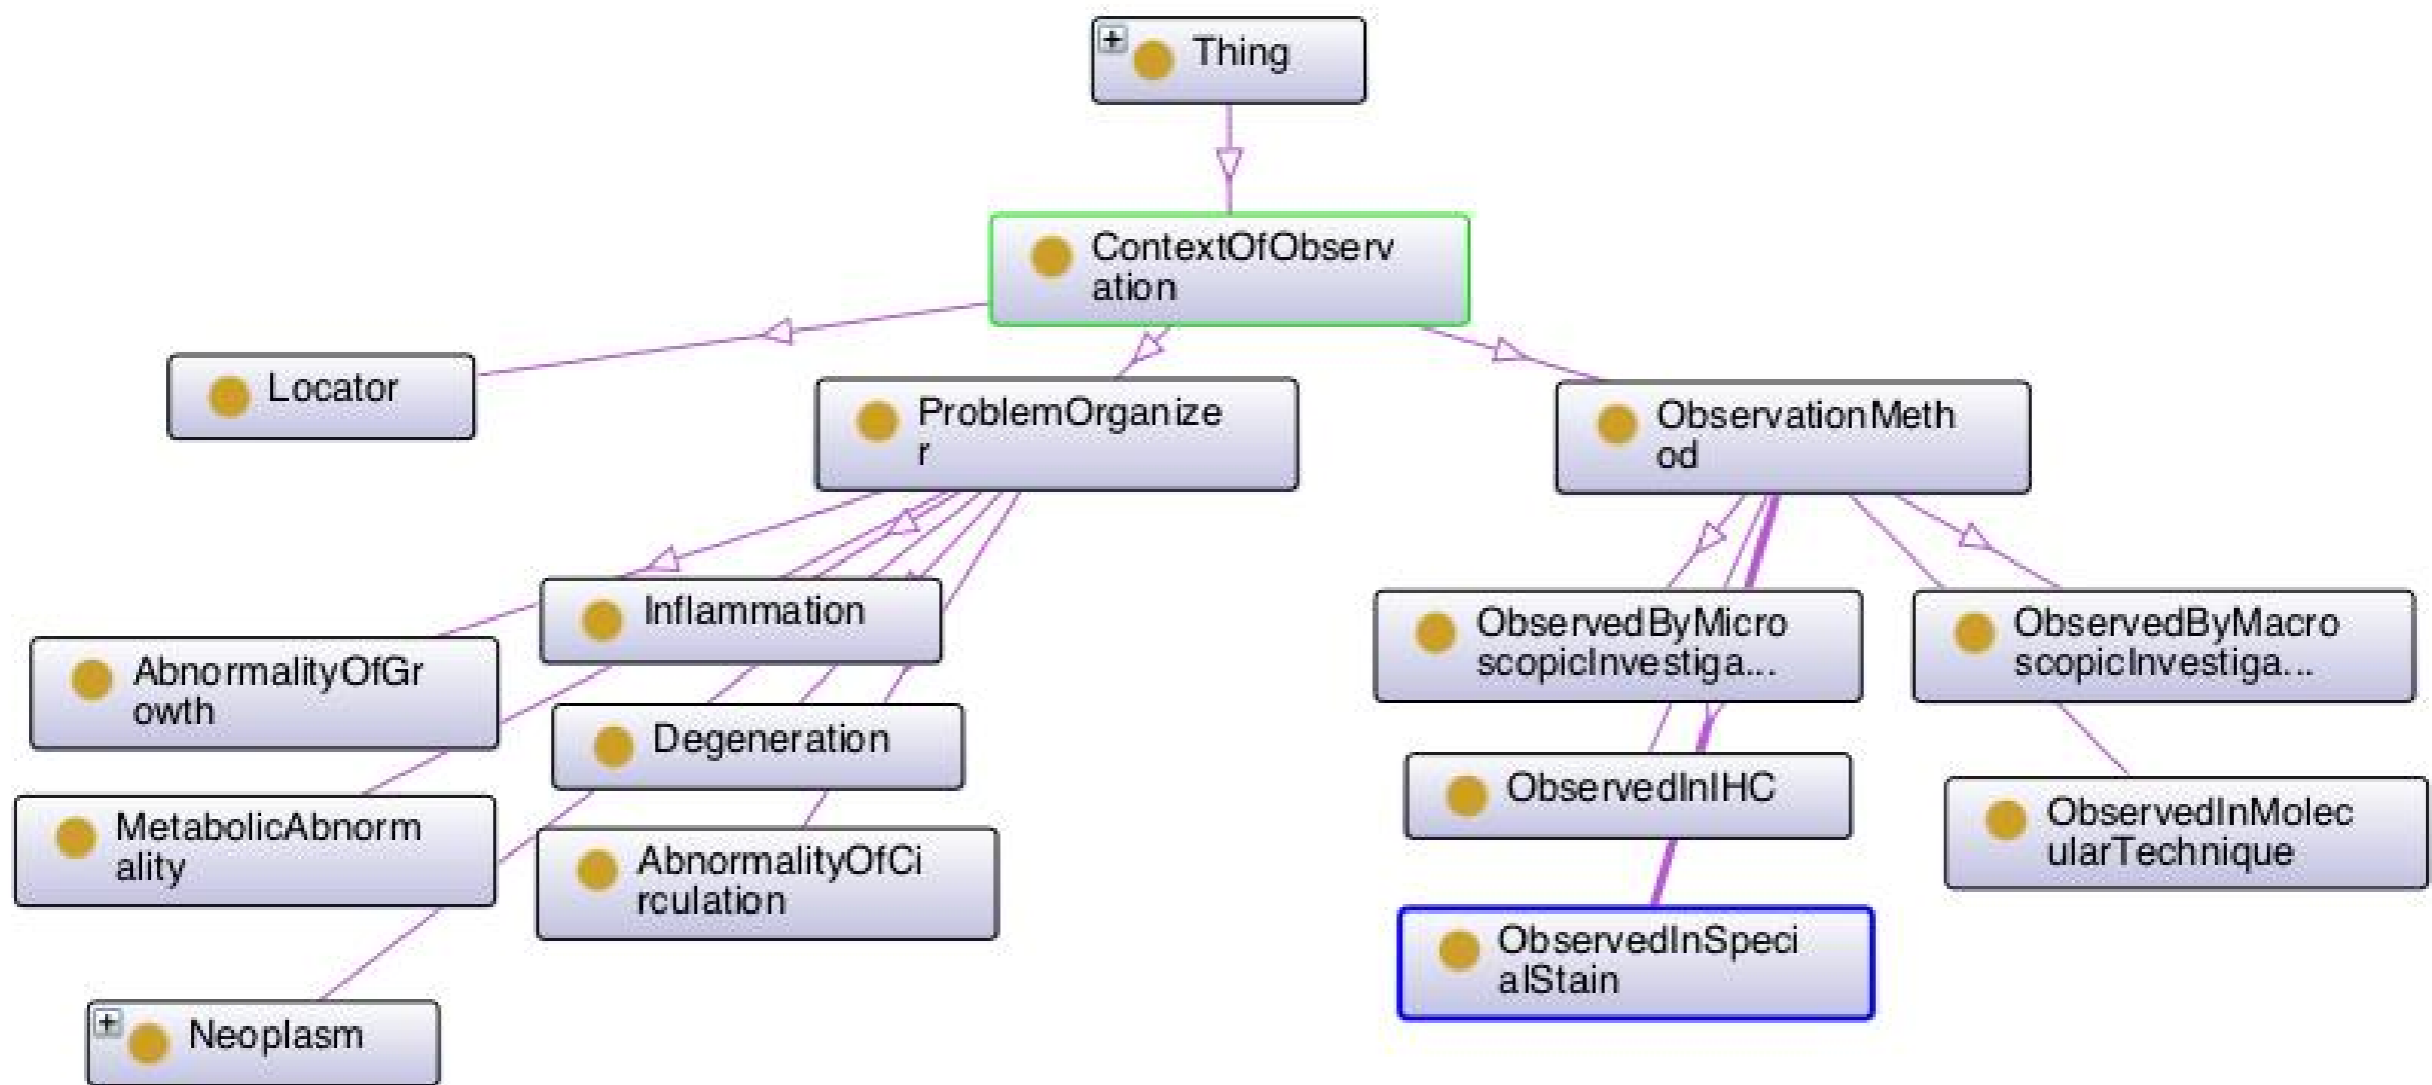 Thing
ContextOfObserv
ation
Locator
ProblemOrganize
r
ObservationMeth
od
Inflammation
ObservedByMicro
scopicInvestiga...
ObservedByMacro
scopicInvestiga...
AbnormalityOfGr
owth
Degeneration
ObservedInIHC
ObservedInMolec
ularTechnique
MetabolicAbnorm
ality
AbnormalityOfCi
rculation
ObservedInSpeci
alStain
Neoplasm